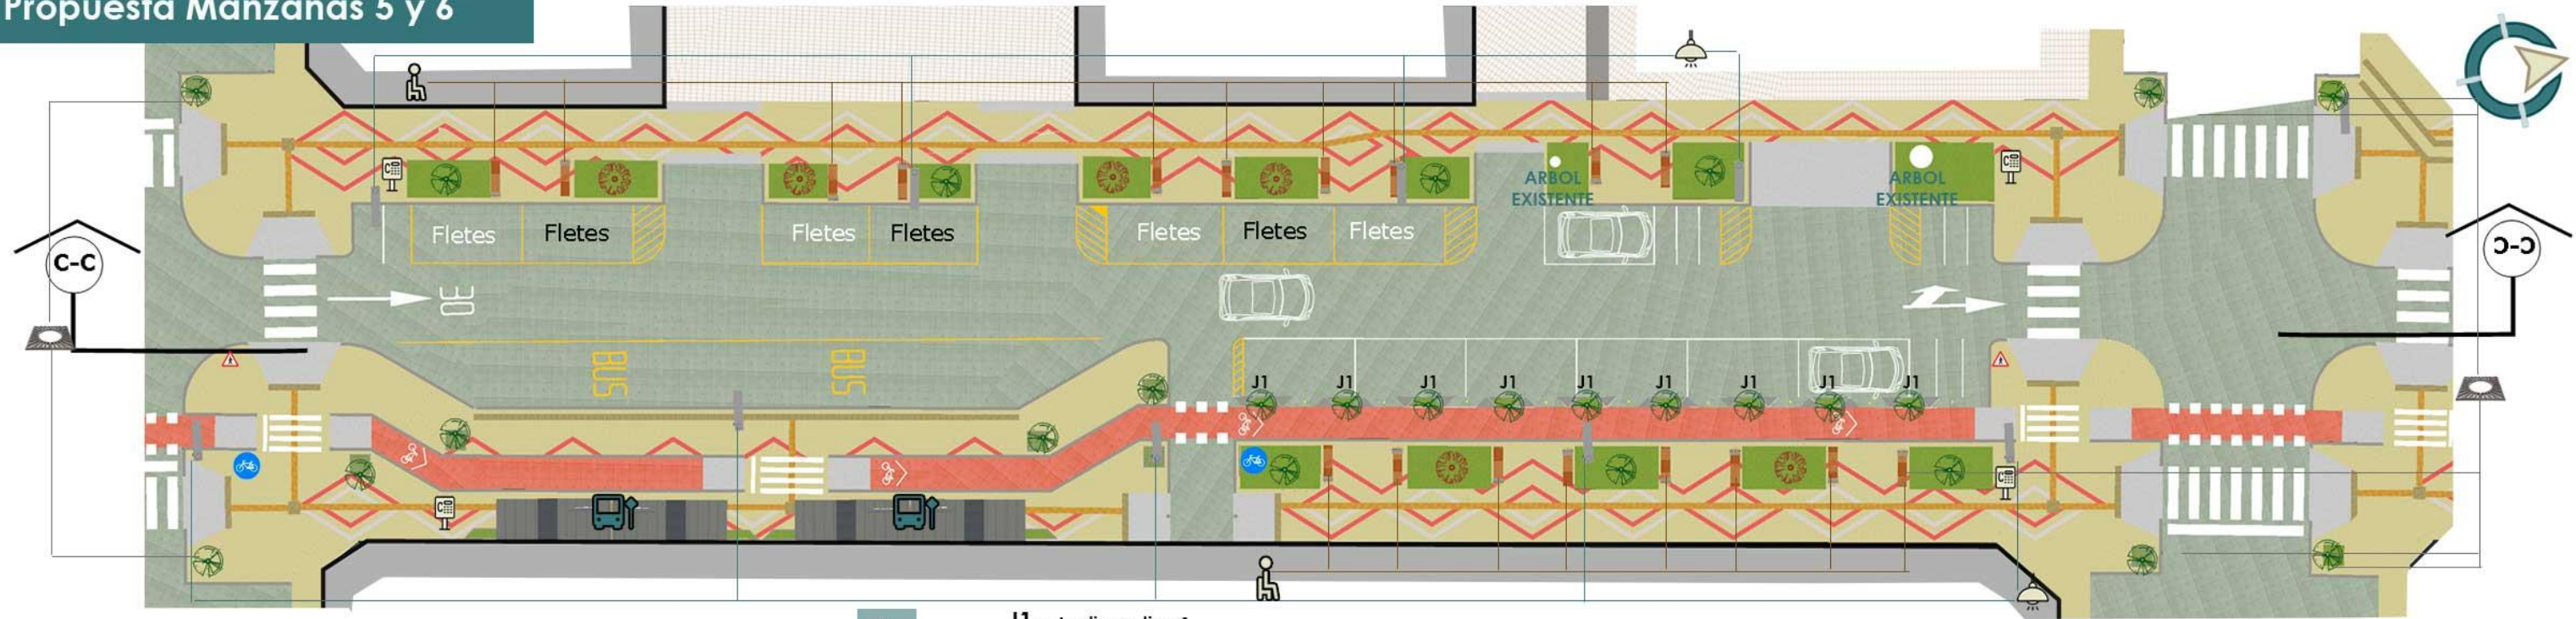 Propuesta Manzanas 5 y 6
C
C
ARBOL
EXISTENTE
ARBOL
EXISTENTE
Fletes
Fletes
Fletes
Fletes
Fletes
Fletes
Fletes
C-C
C-C
30
BUS
BUS
J1
J1
J1
J1
J1
J1
J1
J1
J1
C
C
J1